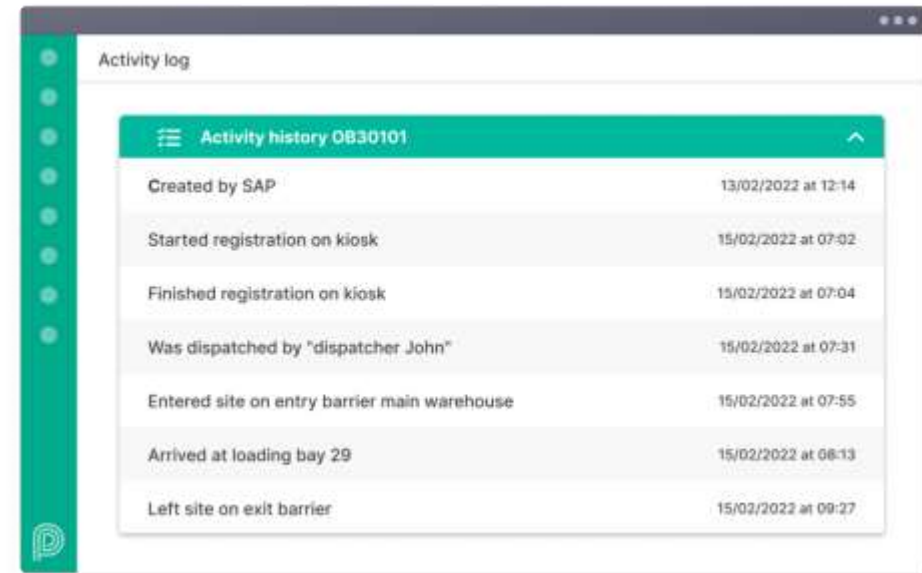 Activity log
Activity history OB30101
Created by SAP 13/02/2022 at 12:14
Started registration on kiosk 15/02/2022 at 07:02
Finished registration on kiosk 15/02/2022 at 07:04
Was dispatched by "dispatcher John" 15/02/2022 at 07:31
Entered site on entry barrier main warehouse 15/02/2022 at 07:55
Arrived at loading bay 29 15/02/2022 at 08:13
Left site on exit barrier 15/02/2022 at 09:27